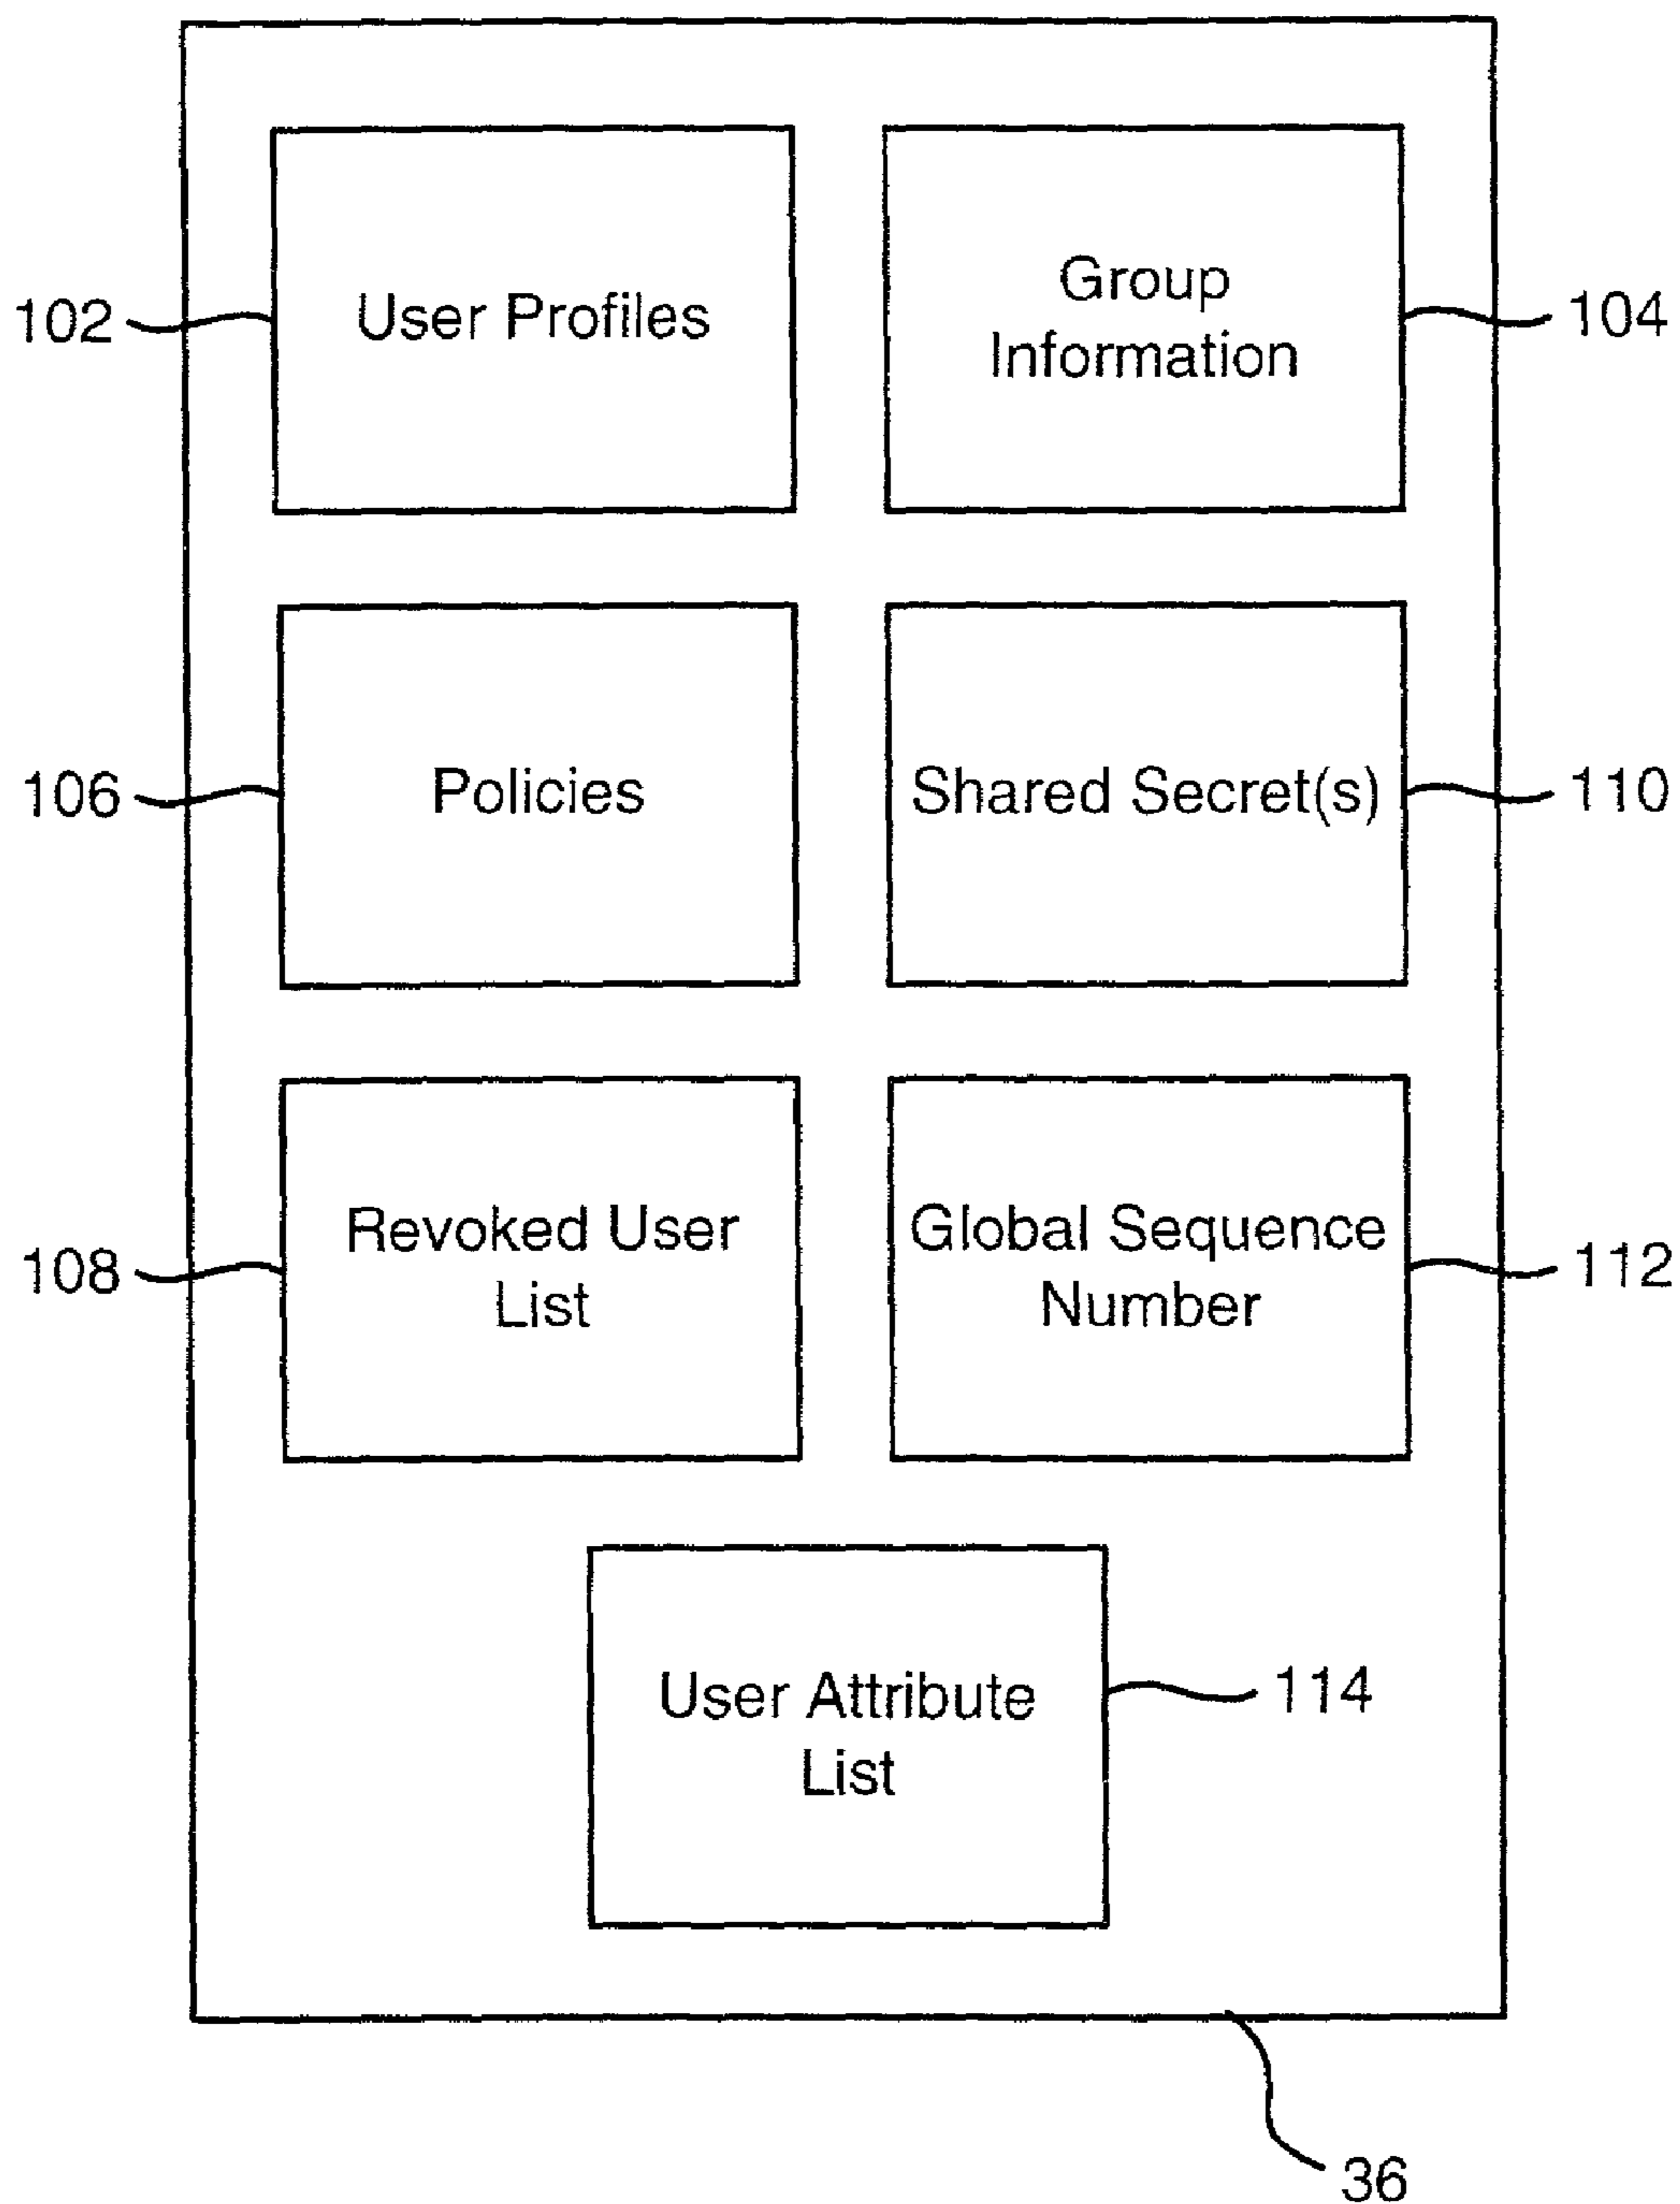 102
User Profiles
Group
Information
104
106
Policies
Shared Secret(s)
110
108
Revoked User
List
Global Sequence
Number
112
User Attribute
List
114
36